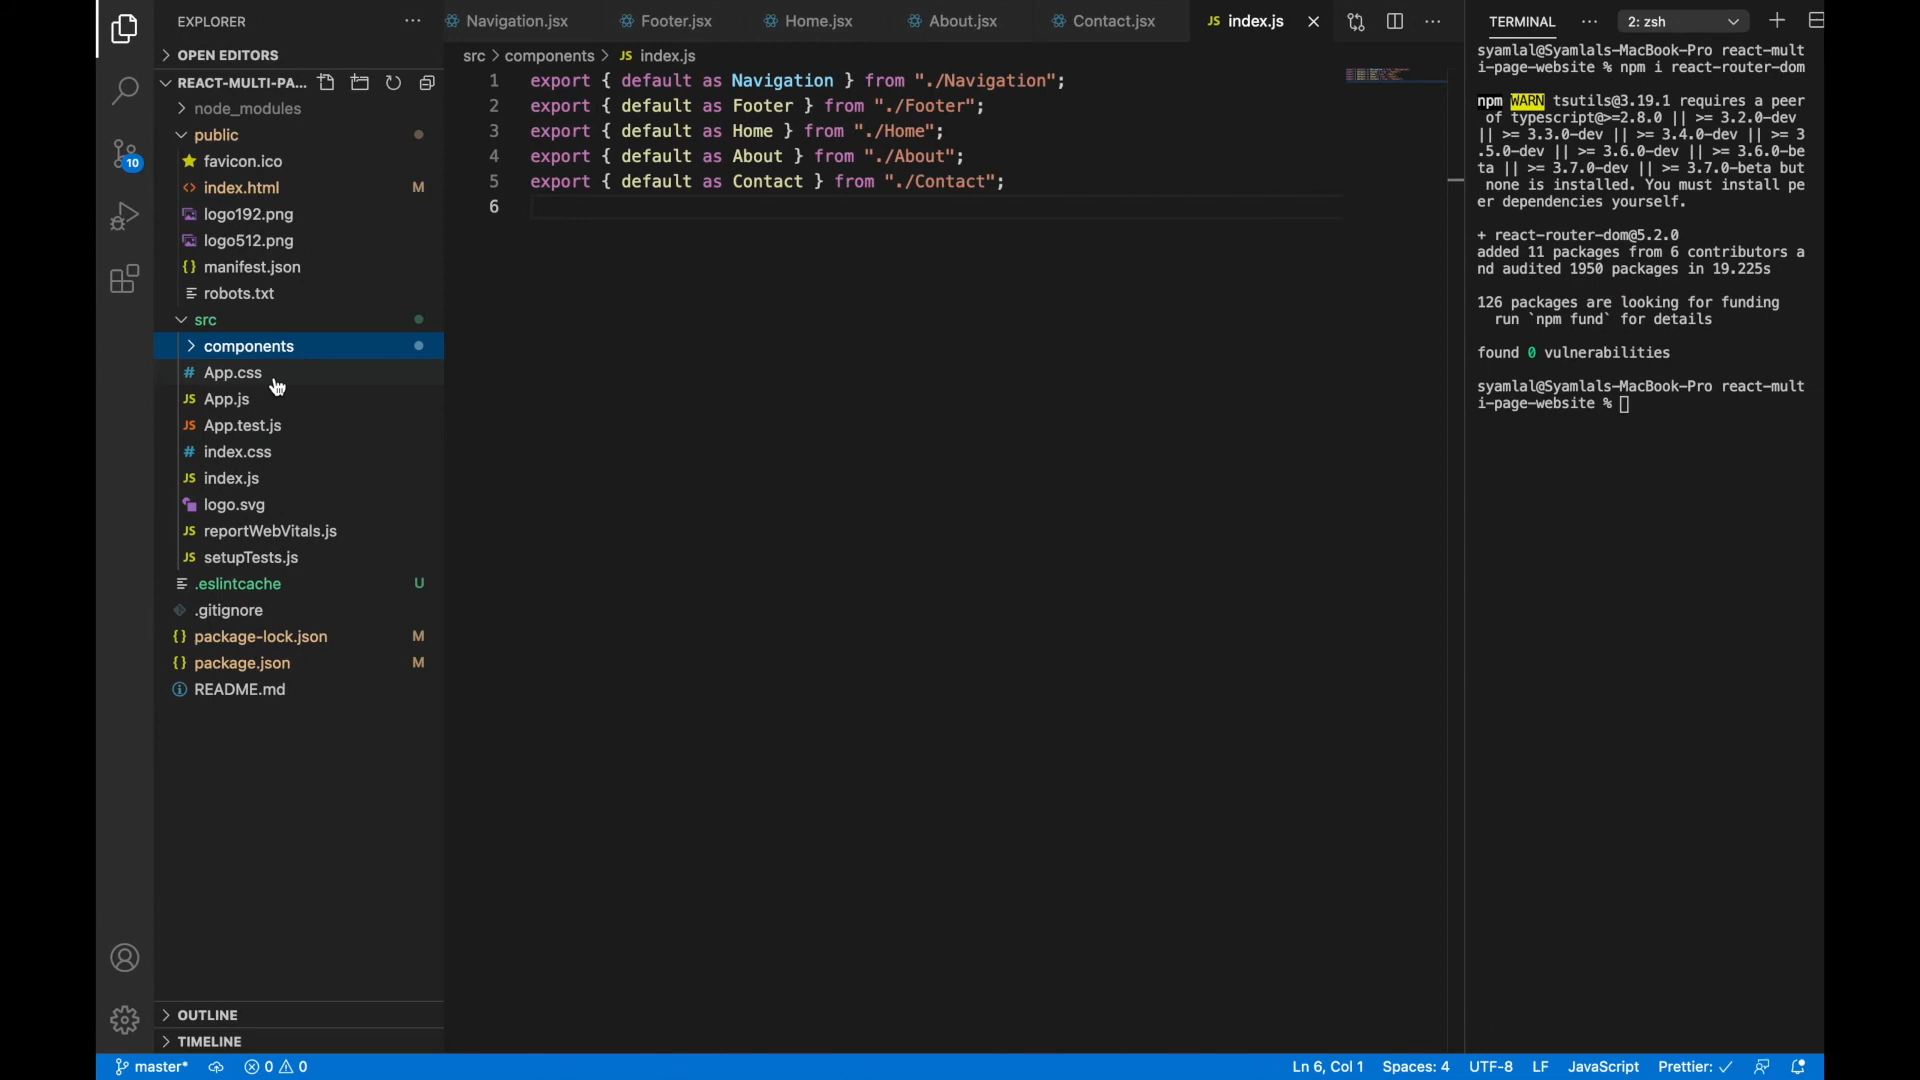 EXPLORER
OPEN EDITORS
REACT-MULTI-PA...
node_modules
public
favicon.ico
index.html M
logo192.png
logo512.png
manifest.json
robots.txt
src
components
App.css
App.js
App.test.js
index.css
index.js
logo.svg
reportWebVitals.js
setupTests.js
.eslintcache U
.gitignore
package-lock.json M
package.json M
README.md
OUTLINE
TIMELINE
10
Navigation.jsx Footer.jsx Home.jsx About.jsx Contact.jsx JS index.js
src > components > JS index.js
1 export { default as Navigation } from "./Navigation";
2 export { default as Footer } from "./Footer";
3 export { default as Home } from "./Home";
4 export { default as About } from "./About";
5 export { default as Contact } from "./Contact";
6
TERMINAL 2: zsh
syamlal@Syamlals-MacBook-Pro react-mult
i-page-website % npm i react-router-dom
npm WARN tsutils@3.19.1 requires a peer
of typescript@>=2.8.0 || >= 3.2.0-dev
|| >= 3.3.0-dev || >= 3.4.0-dev || >= 3
.5.0-dev || >= 3.6.0-dev || >= 3.6.0-be
ta || >= 3.7.0-dev || >= 3.7.0-beta but
none is installed. You must install pe
er dependencies yourself.
+ react-router-dom@5.2.0
added 11 packages from 6 contributors a
nd audited 1950 packages in 19.225s
126 packages are looking for funding
run `npm fund` for details
found 0 vulnerabilities
syamlal@Syamlals-MacBook-Pro react-mult
i-page-website %
master* 0 0 Ln 6, Col 1 Spaces: 4 UTF-8 LF JavaScript Prettier: ✓